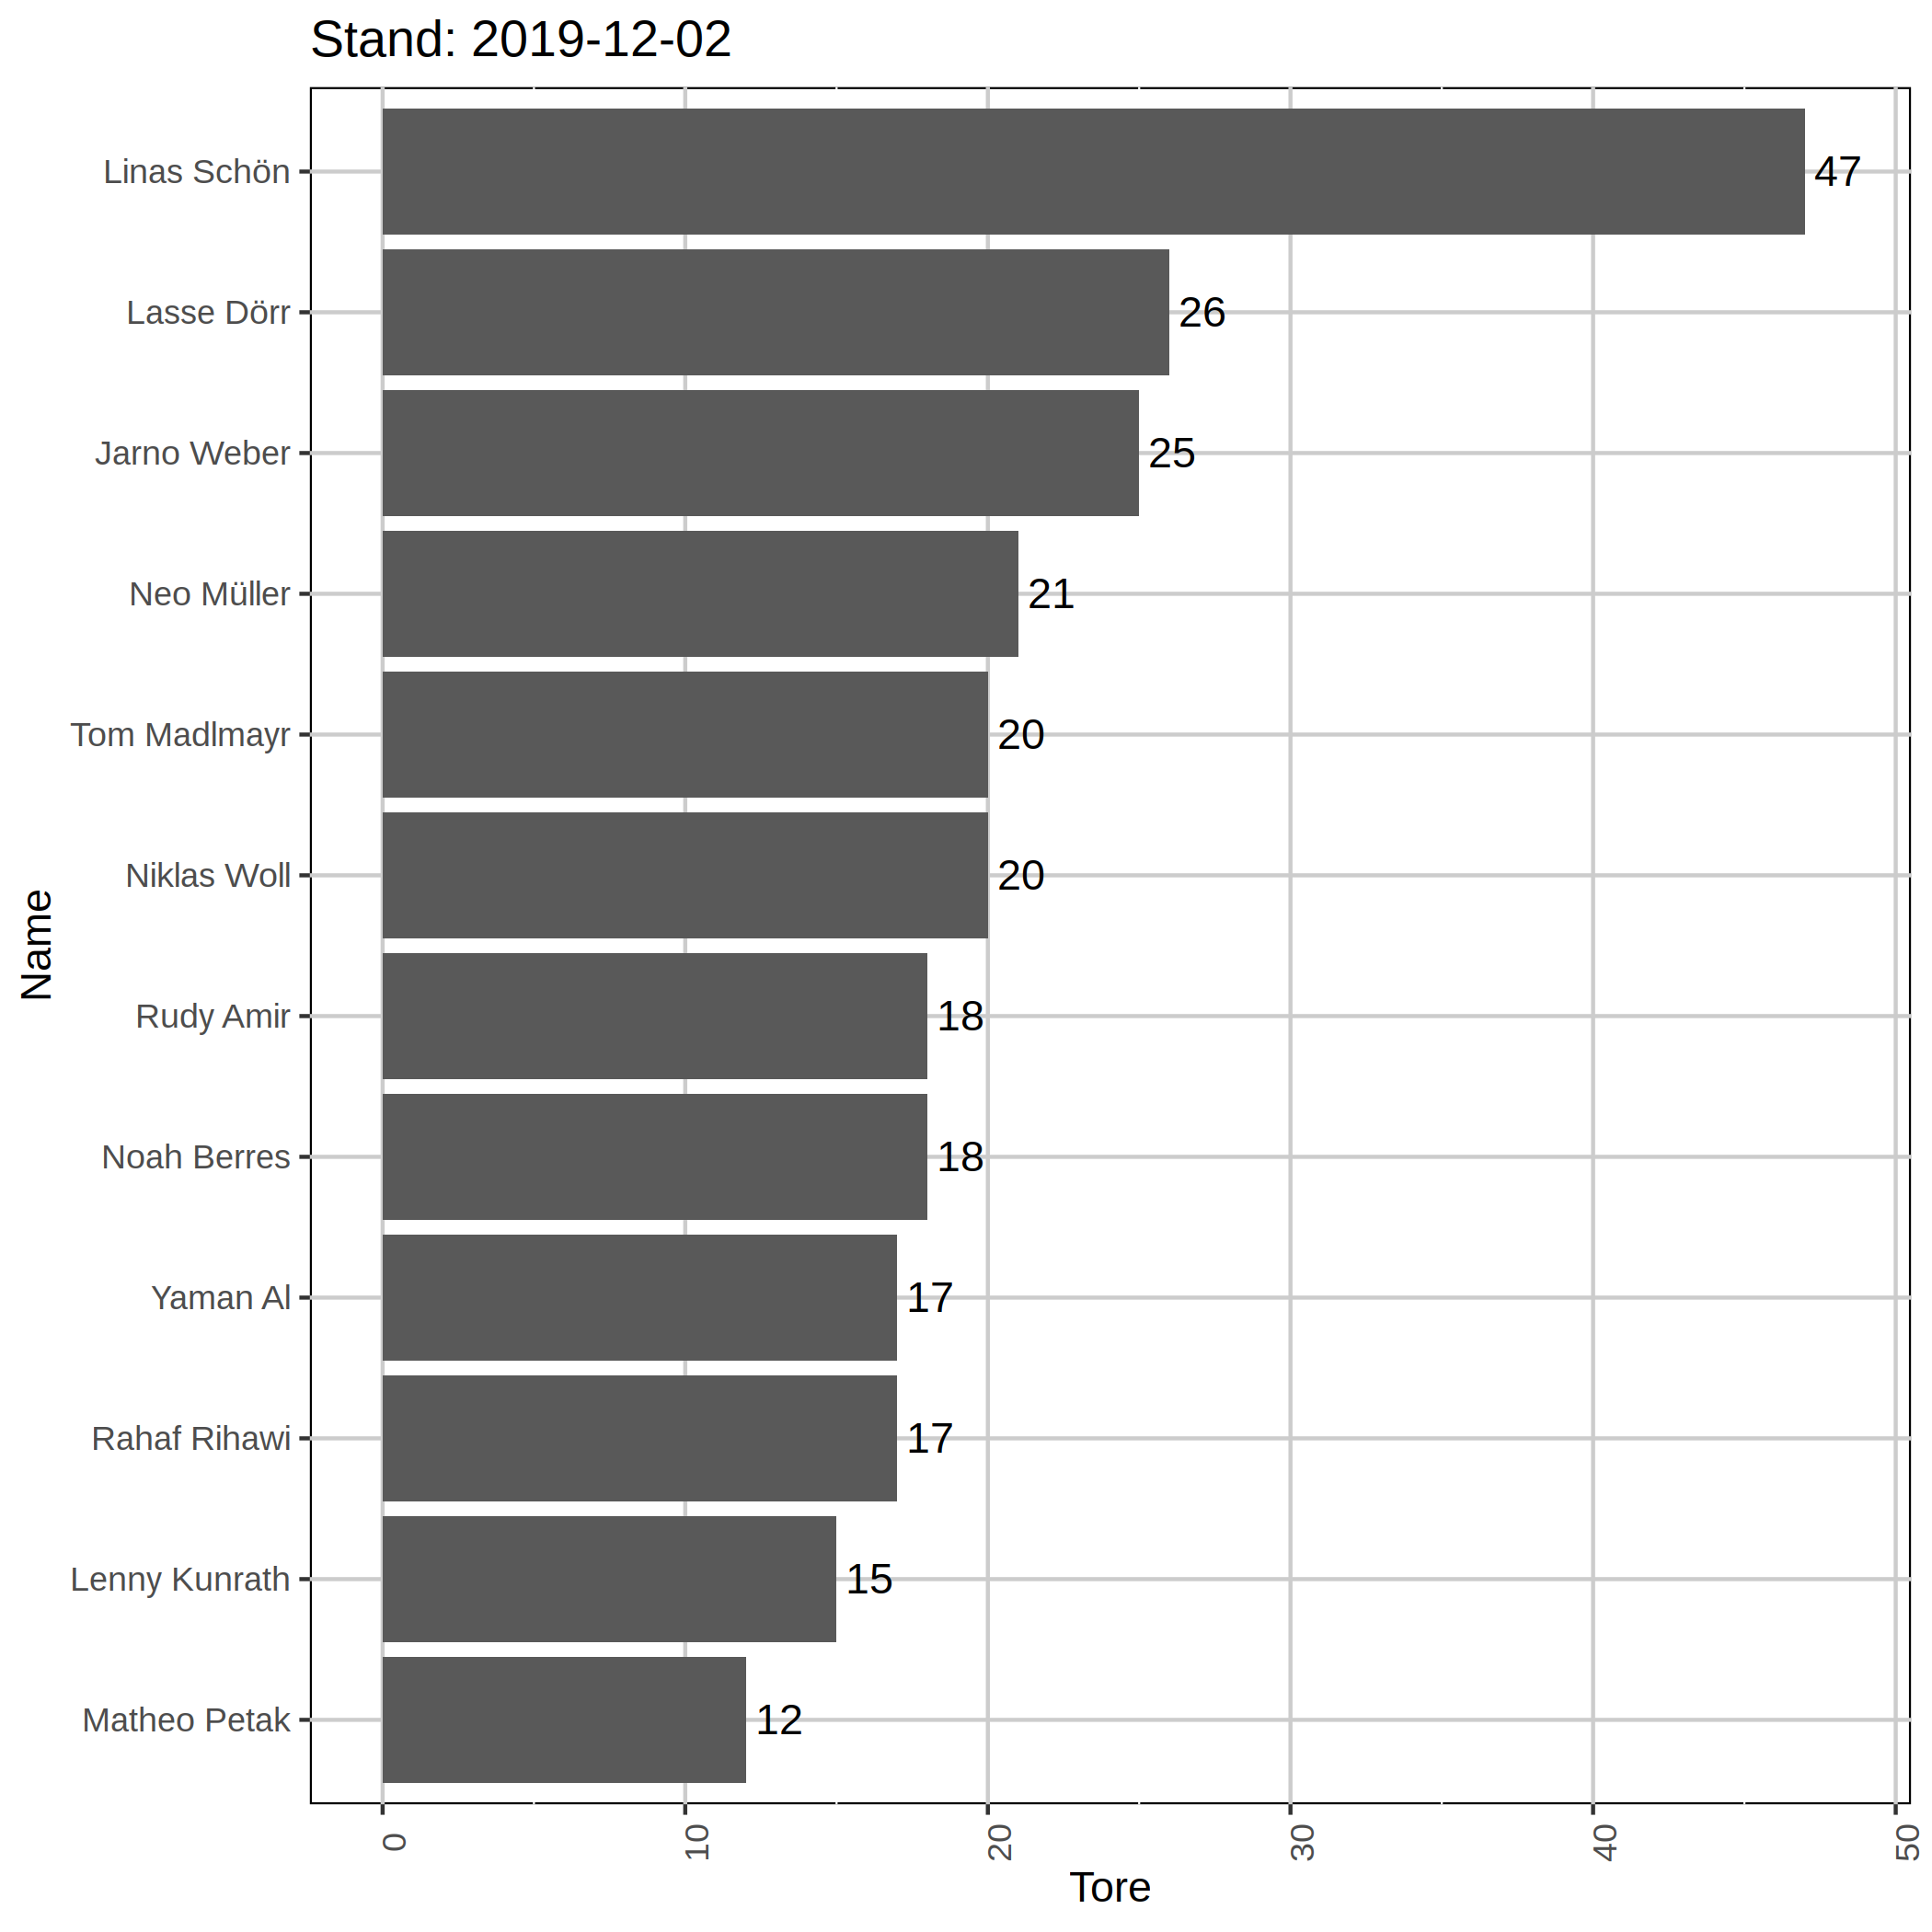 Stand: 2019-12-02
Linas Schön 47
Lasse Dörr 26
Jarno Weber 25
Neo Müller 21
Tom Madlmayr 20
Niklas Woll 20
Name
Rudy Amir 18
Noah Berres 18
Yaman Al 17
Rahaf Rihawi 17
Lenny Kunrath 15
Matheo Petak 12
0 10 20 30 40 50
Tore